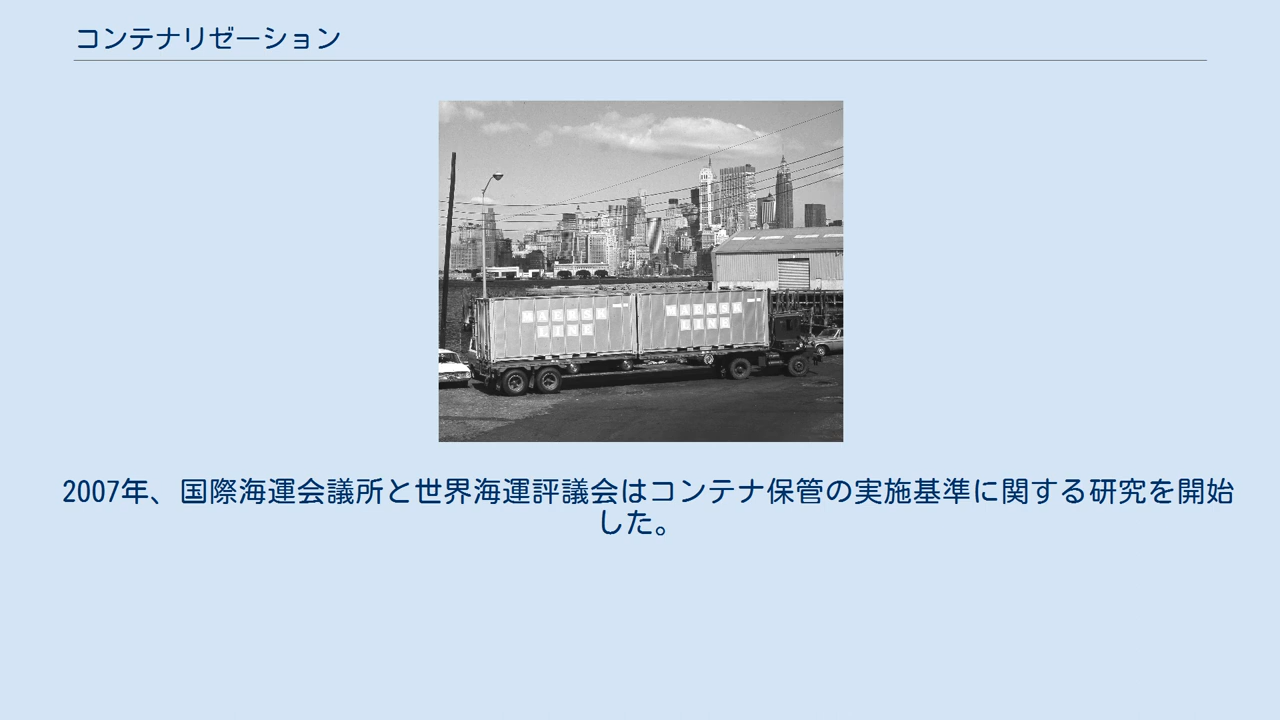 コンテナリゼーション
2007年、国際海運会議所と世界海運評議会はコンテナ保管の実施基準に関する研究を開始
した。